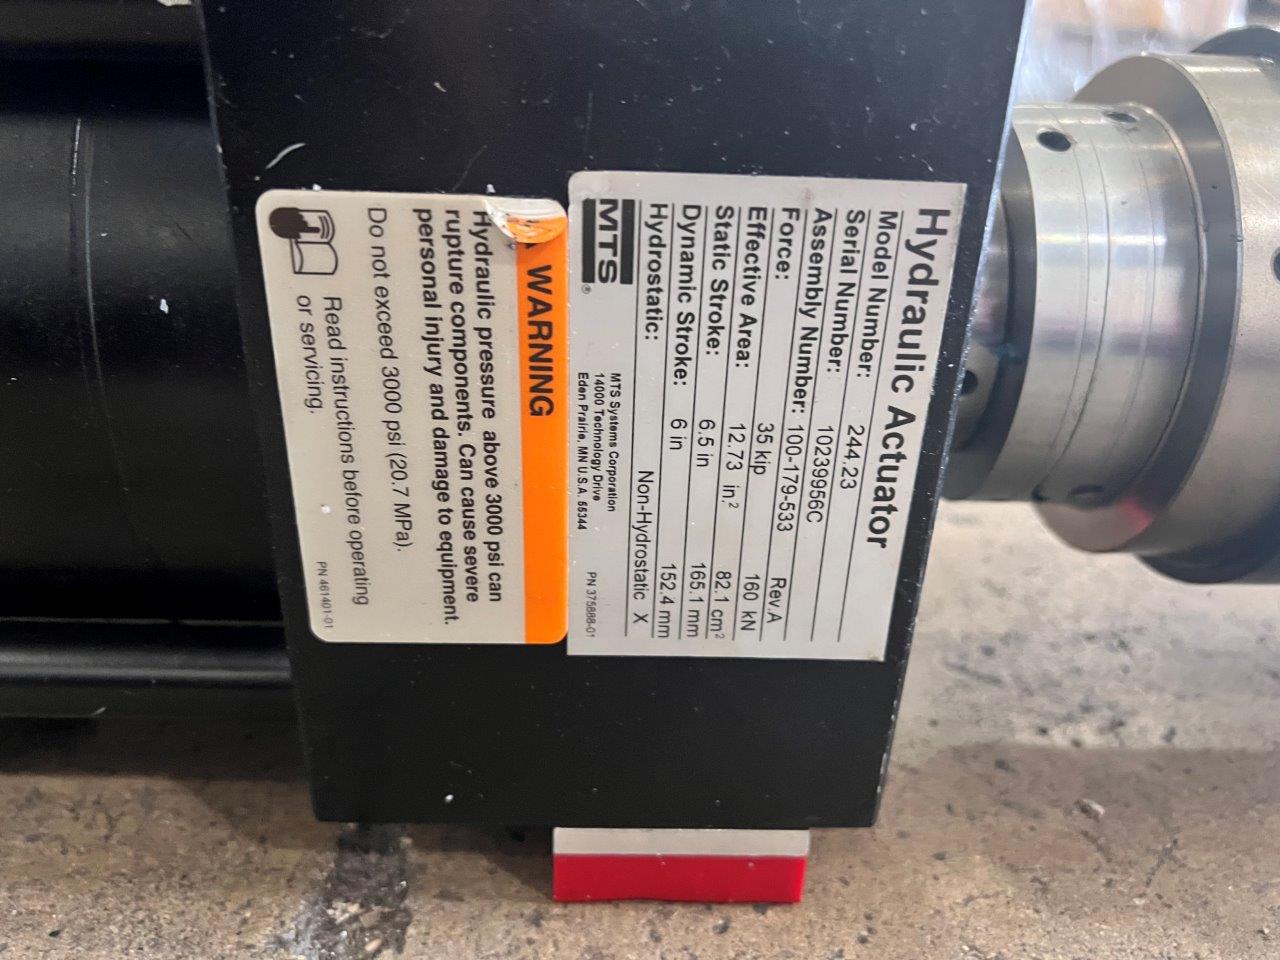 Hydraulic Actuator
Model Number: 244.23
Serial Number: 10239956C
Assembly Number: 100-179-533 Rev.A
Force: 35 kip 160 kN
Effective Area: 12.73 in.² 82.1 cm²
Static Stroke: 6.5 in 165.1 mm
Dynamic Stroke: 6 in 152.4 mm
Hydrostatic: Non-Hydrostatic X
MTS®
MTS Systems Corporation
14000 Technology Drive
Eden Prairie, MN U.S.A. 55344
PN 375888-01
WARNING
Hydraulic pressure above 3000 psi can
rupture components. Can cause severe
personal injury and damage to equipment.
Do not exceed 3000 psi (20.7 MPa).
Read instructions before operating
or servicing.
PN 461401-01